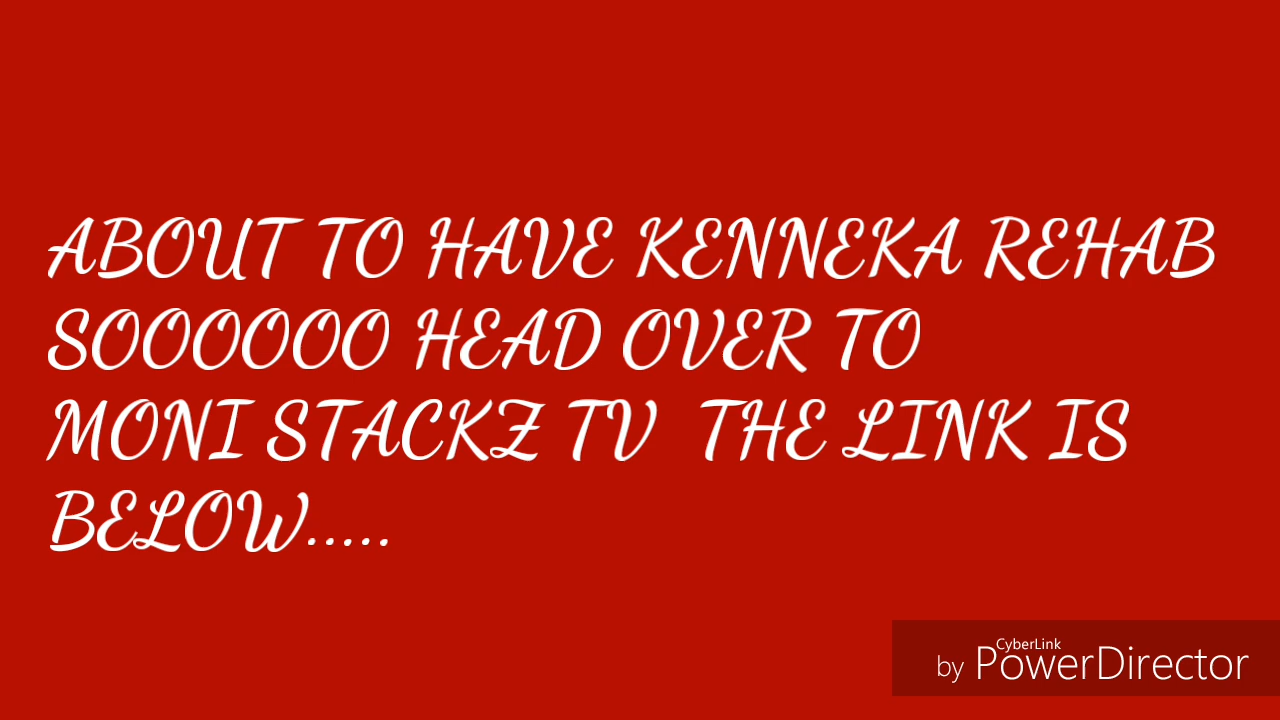 ABOUT TO HAVE KENNEKA REHAB
SOOOOOO HEAD OVER TO
MONI STACKZ TV THE LINK IS
BELOW.....
CyberLink
by PowerDirector